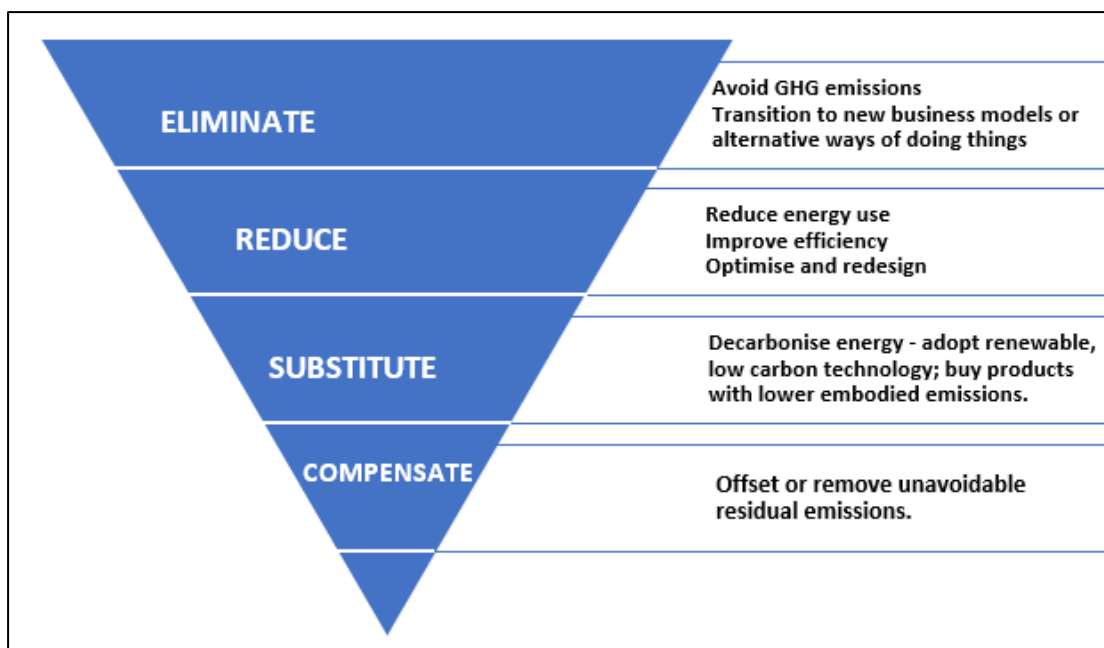 ELIMINATE
Avoid GHG emissions
Transition to new business models or
alternative ways of doing things
REDUCE
Reduce energy use
Improve efficiency
Optimise and redesign
SUBSTITUTE
Decarbonise energy - adopt renewable,
low carbon technology; buy products
with lower embodied emissions.
COMPENSATE
Offset or remove unavoidable
residual emissions.